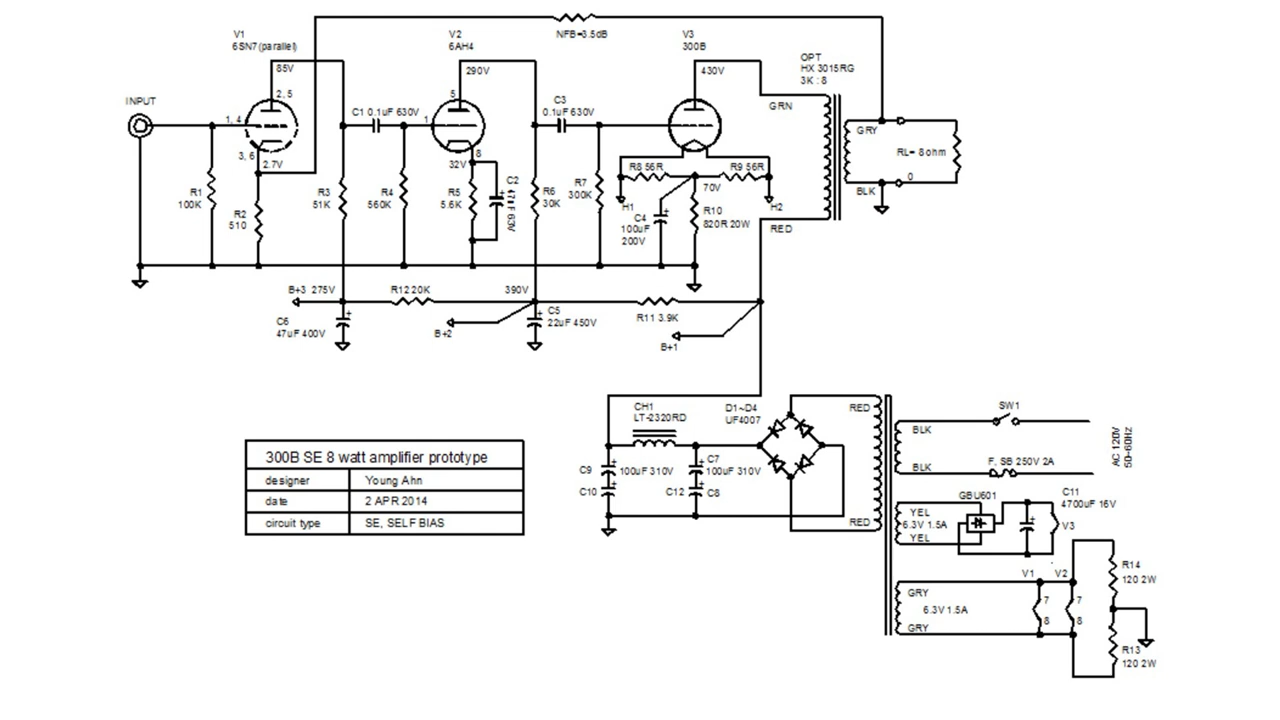 NFB=3.5dB
V1
6SN7(parallel)
85V
2, 5
1, 4
3, 6
2.7V
INPUT
R1
100K
R2
510
R3
51K
C1 0.1uF 630V
R4
560K
V2
6AH4
290V
5
1
8
32V
R5
5.6K
C2
47uF 63V
R6
30K
C3
0.1uF 630V
R7
300K
V3
300B
430V
R8 56R
R9 56R
70V
H1
H2
C4
100uF
200V
R10
820R 20W
OPT
HX 3015RG
3K : 8
GRN
RED
GRY
BLK
0
RL= 8 ohm
B+3 275V
R12 20K
390V
C6
47uF 400V
B+2
C5
22uF 450V
R11 3.9K
B+1
CH1
LT-2320RD
D1~D4
UF4007
C9
100uF 310V
C10
C7
100uF 310V
C12
C8
RED
RED
BLK
BLK
SW1
F, SB 250V 2A
AC 120V
50-60Hz
YEL
6.3V 1.5A
YEL
GBU601
C11
4700uF 16V
V3
GRY
6.3V 1.5A
GRY
V1
V2
7
8
7
8
R14
120 2W
R13
120 2W
300B SE 8 watt amplifier prototype
designer Young Ahn
date 2 APR 2014
circuit type SE, SELF BIAS